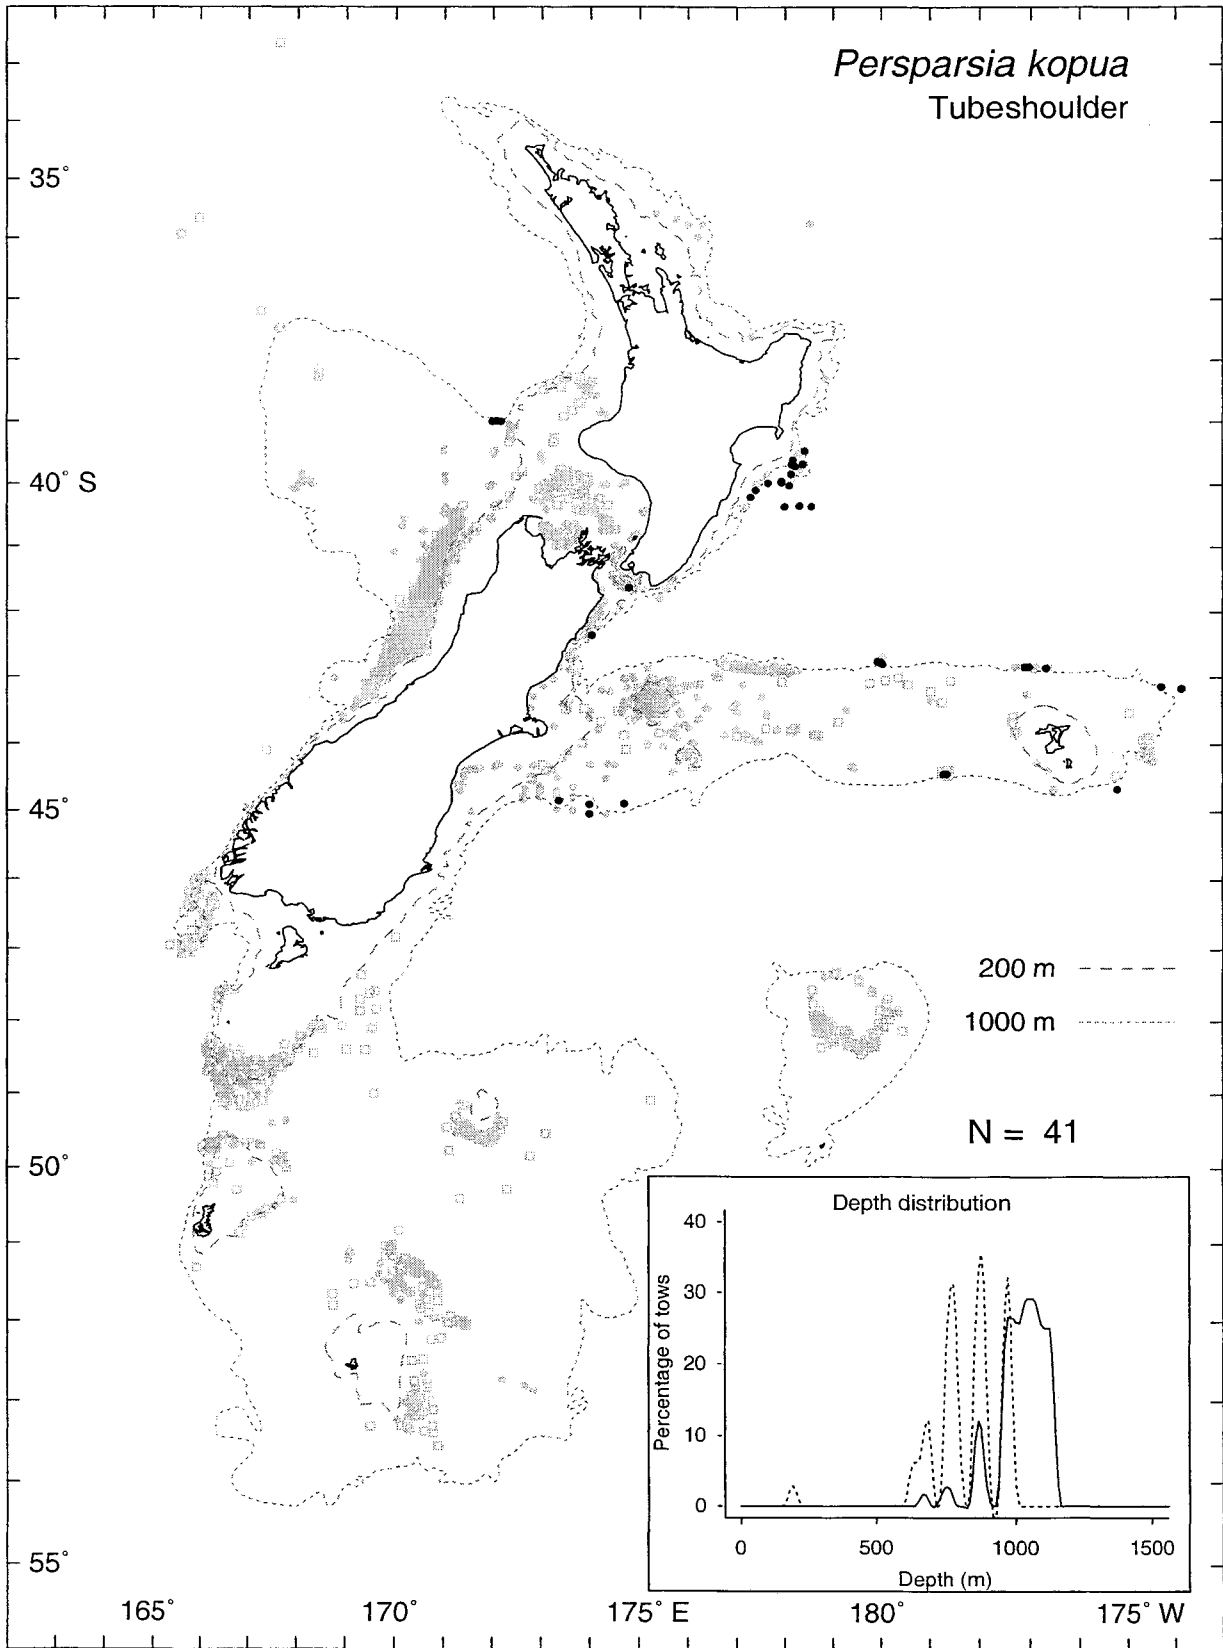 Persparsia kopua
Tubeshoulder
35°
40° S
45°
50°
55°
200 m
1000 m
N = 41
Depth distribution
Percentage of tows
40
30
20
10
0
0 500 1000 1500
Depth (m)
165° 170° 175° E 180° 175° W